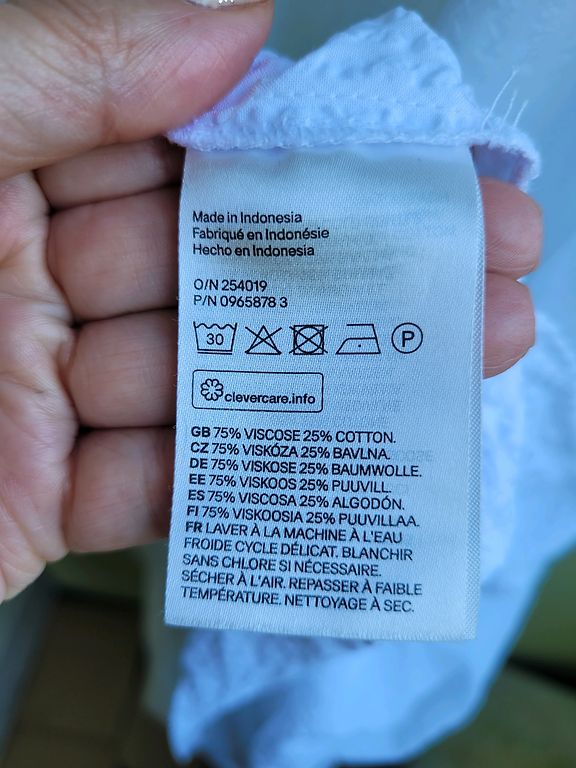 Made in Indonesia
Fabriqué en Indonésie
Hecho en Indonesia
O/N 254019
P/N 0965878 3
30 P
clevercare.info
GB 75% VISCOSE 25% COTTON.
CZ 75% VISKÓZA 25% BAVLNA.
DE 75% VISKOSE 25% BAUMWOLLE.
EE 75% VISKOOS 25% PUUVILL.
ES 75% VISCOSA 25% ALGODÓN.
FI 75% VISKOOSIA 25% PUUVILLAA.
FR LAVER À LA MACHINE À L'EAU
FROIDE CYCLE DÉLICAT. BLANCHIR
SANS CHLORE SI NÉCESSAIRE.
SÉCHER À L'AIR. REPASSER À FAIBLE
TEMPÉRATURE. NETTOYAGE À SEC.